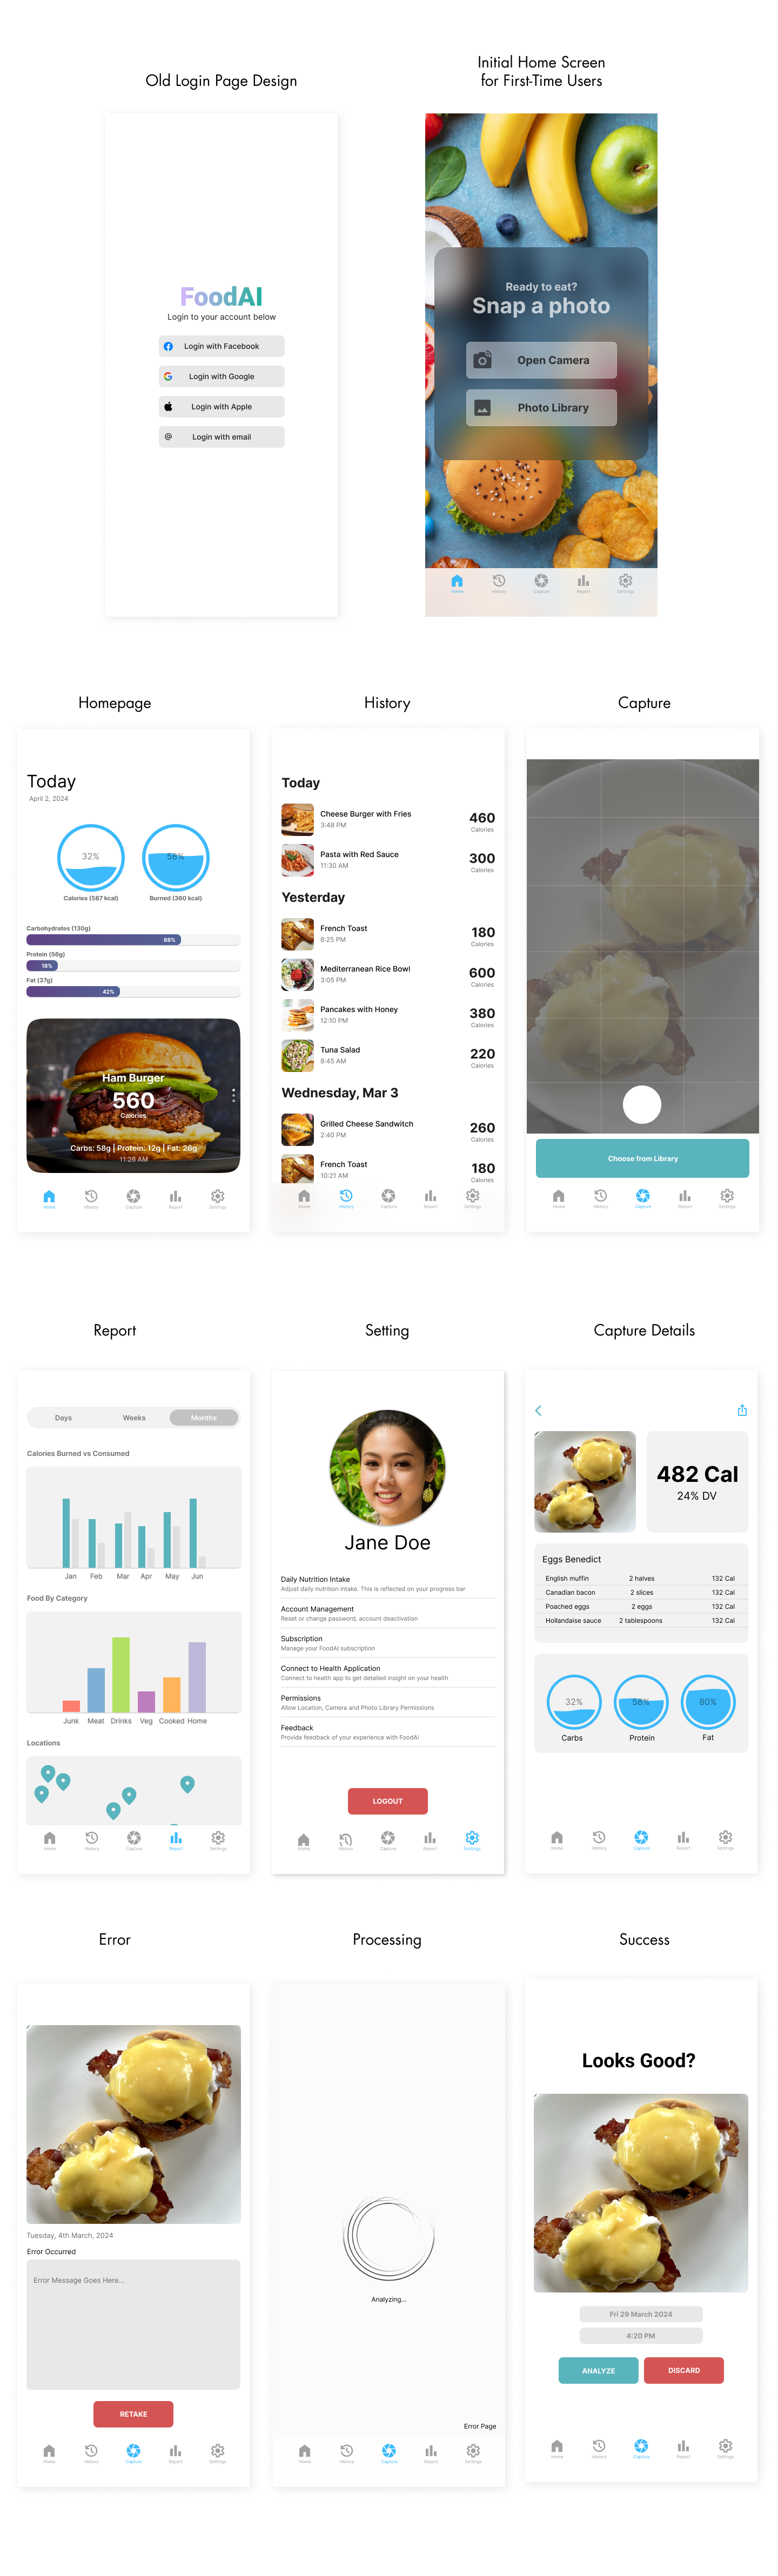 Old Login Page Design
Initial Home Screen
for First-Time Users
FoodAI
Login to your account below
Login with Facebook
Login with Google
Login with Apple
Login with email
Ready to eat?
Snap a photo
Open Camera
Photo Library
Home History Capture Report Settings
Homepage
History
Capture
Today
April 2, 2024
32%
58%
Calories (587 kcal)
Burned (360 kcal)
Carbohydrates (130g)
66%
Protein (56g)
18%
Fat (37g)
42%
Ham Burger
560
Calories
Carbs: 58g | Protein: 12g | Fat: 26g
11:26 AM
Home History Capture Report Settings
Today
Cheese Burger with Fries
3:48 PM
460
Calories
Pasta with Red Sauce
11:30 AM
300
Calories
Yesterday
French Toast
8:25 PM
180
Calories
Mediterranean Rice Bowl
3:05 PM
600
Calories
Pancakes with Honey
12:10 PM
380
Calories
Tuna Salad
8:45 AM
220
Calories
Wednesday, Mar 3
Grilled Cheese Sandwitch
2:40 PM
260
Calories
French Toast
10:21 AM
180
Calories
Home History Capture Report Settings
Choose from Library
Home History Capture Report Settings
Report
Setting
Capture Details
Days Weeks Months
Calories Burned vs Consumed
Jan Feb Mar Apr May Jun
Food By Category
Junk Meat Drinks Veg Cooked Home
Locations
Home History Capture Report Settings
Jane Doe
Daily Nutrition Intake
Adjust daily nutrition intake. This is reflected on your progress bar
Account Management
Reset or change password, account deactivation
Subscription
Manage your FoodAI subscription
Connect to Health Application
Connect to health app to get detailed insight on your health
Permissions
Allow Location, Camera and Photo Library Permissions
Feedback
Provide feedback of your experience with FoodAI
LOGOUT
Home History Capture Report Settings
482 Cal
24% DV
Eggs Benedict
English muffin 2 halves 132 Cal
Canadian bacon 2 slices 132 Cal
Poached eggs 2 eggs 132 Cal
Hollandaise sauce 2 tablespoons 132 Cal
32%
58%
80%
Carbs
Protein
Fat
Home History Capture Report Settings
Error
Processing
Success
Tuesday, 4th March, 2024
Error Occurred
Error Message Goes Here...
RETAKE
Home History Capture Report Settings
Analyzing...
Error Page
Home History Capture Report Settings
Looks Good?
Fri 29 March 2024
4:20 PM
ANALYZE
DISCARD
Home History Capture Report Settings